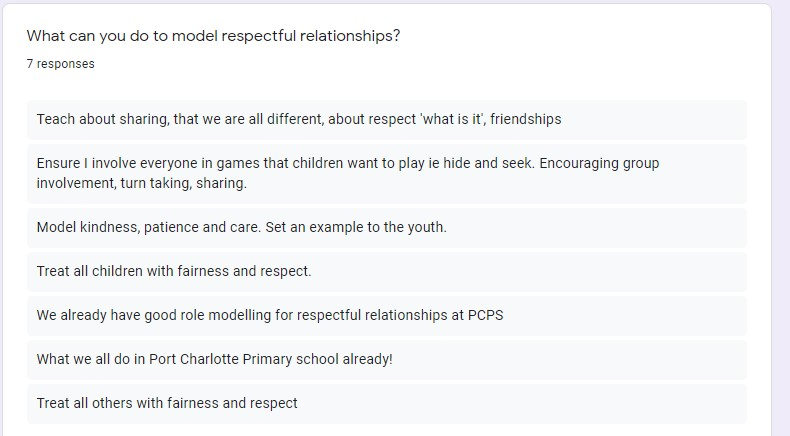 What can you do to model respectful relationships?
7 responses
Teach about sharing, that we are all different, about respect 'what is it', friendships
Ensure I involve everyone in games that children want to play ie hide and seek. Encouraging group
involvement, turn taking, sharing.
Model kindness, patience and care. Set an example to the youth.
Treat all children with fairness and respect.
We already have good role modelling for respectful relationships at PCPS
What we all do in Port Charlotte Primary school already!
Treat all others with fairness and respect